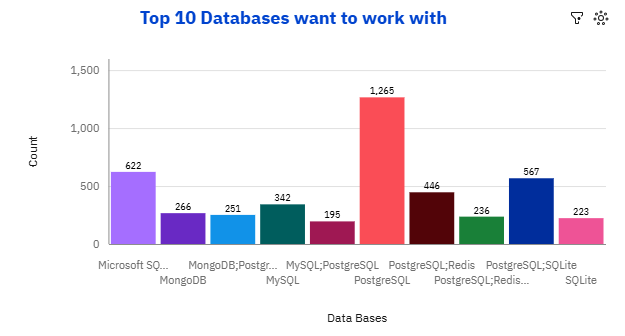 Top 10 Databases want to work with
1,500
1,000
500
0
Count
622
266
251
342
195
1,265
446
236
567
223
Microsoft SQ...
MongoDB
MongoDB;Postgr...
MySQL
MySQL;PostgreSQL
PostgreSQL
PostgreSQL;Redis
PostgreSQL;Redis...
PostgreSQL;SQLite
SQLite
Data Bases